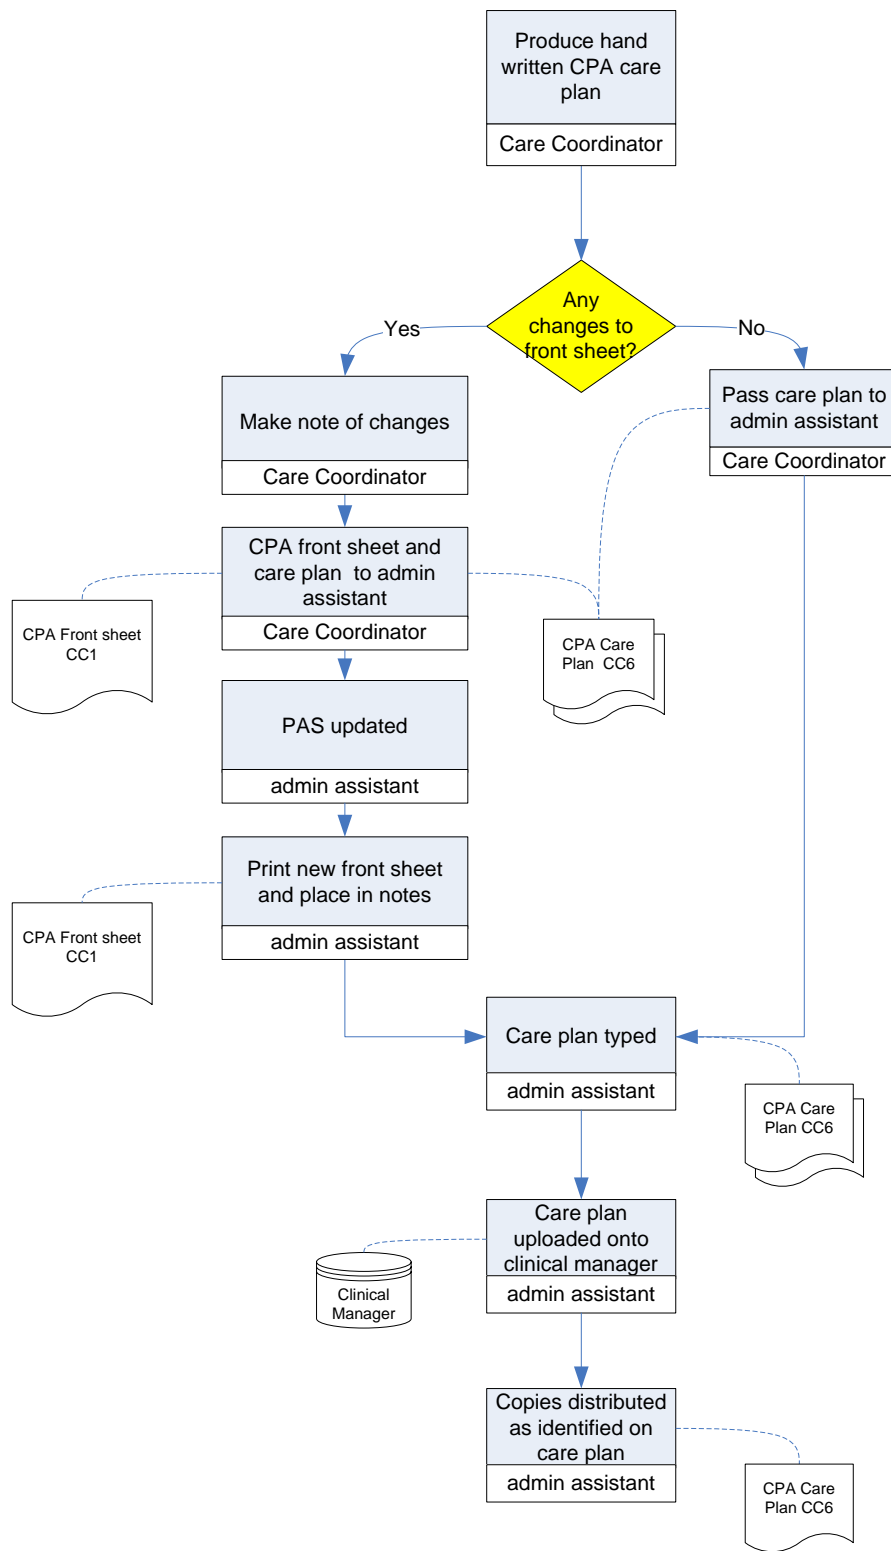 Produce hand
written CPA care
plan
Care Coordinator
Any
changes to
front sheet?
Yes
No
Make note of changes
Care Coordinator
Pass care plan to
admin assistant
Care Coordinator
CPA front sheet and
care plan to admin
assistant
Care Coordinator
CPA Front sheet
CC1
CPA Care
Plan CC6
PAS updated
admin assistant
Print new front sheet
and place in notes
admin assistant
CPA Front sheet
CC1
Care plan typed
admin assistant
CPA Care
Plan CC6
Care plan
uploaded onto
clinical manager
admin assistant
Clinical
Manager
Copies distributed
as identified on
care plan
admin assistant
CPA Care
Plan CC6